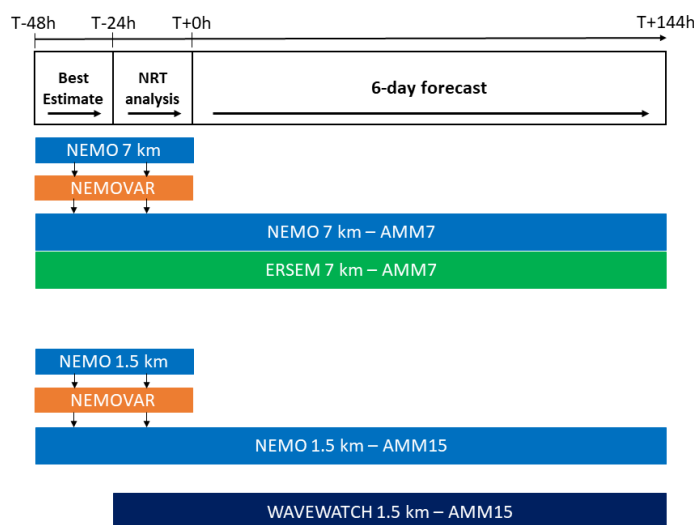 T-48h T-24h T+0h T+144h
Best Estimate
NRT analysis
6-day forecast
NEMO 7 km
NEMOVAR
NEMO 7 km – AMM7
ERSEM 7 km – AMM7
NEMO 1.5 km
NEMOVAR
NEMO 1.5 km – AMM15
WAVEWATCH 1.5 km – AMM15